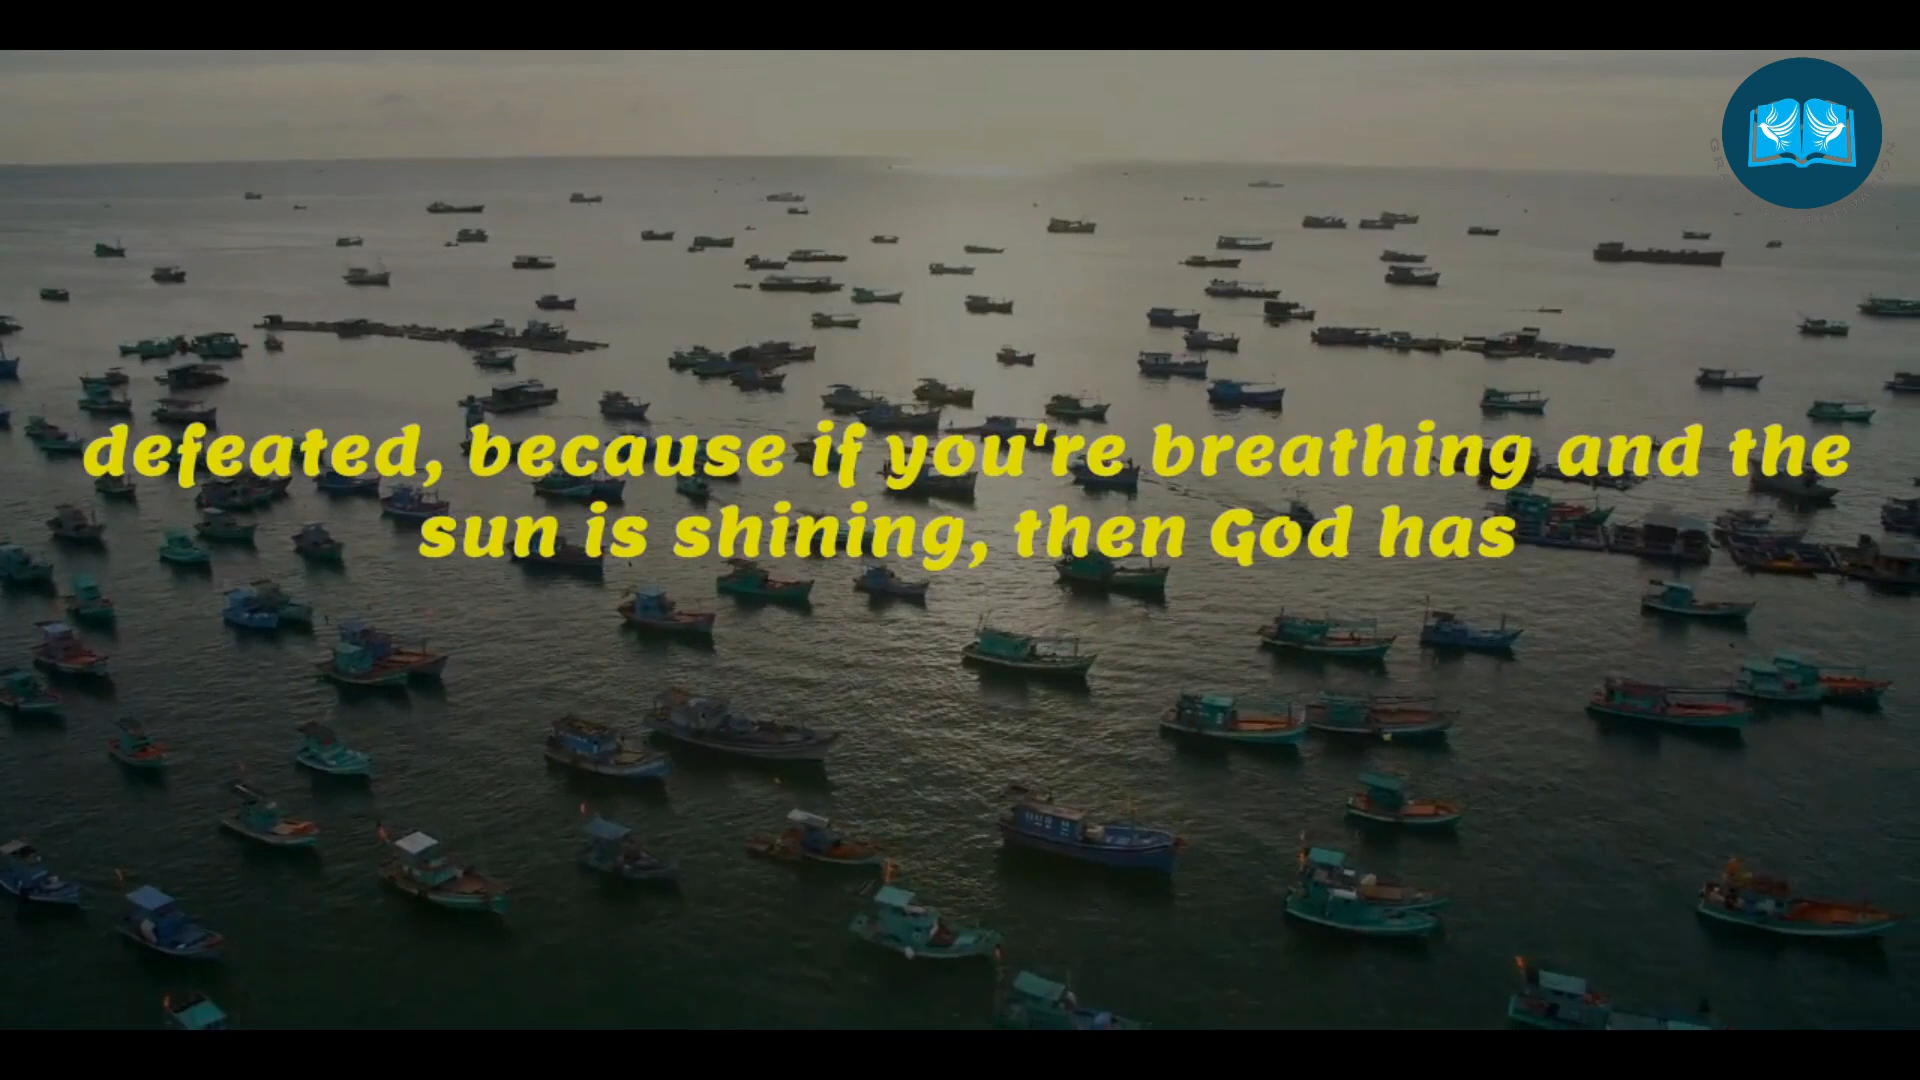 defeated, because if you're breathing and the
sun is shining, then God has